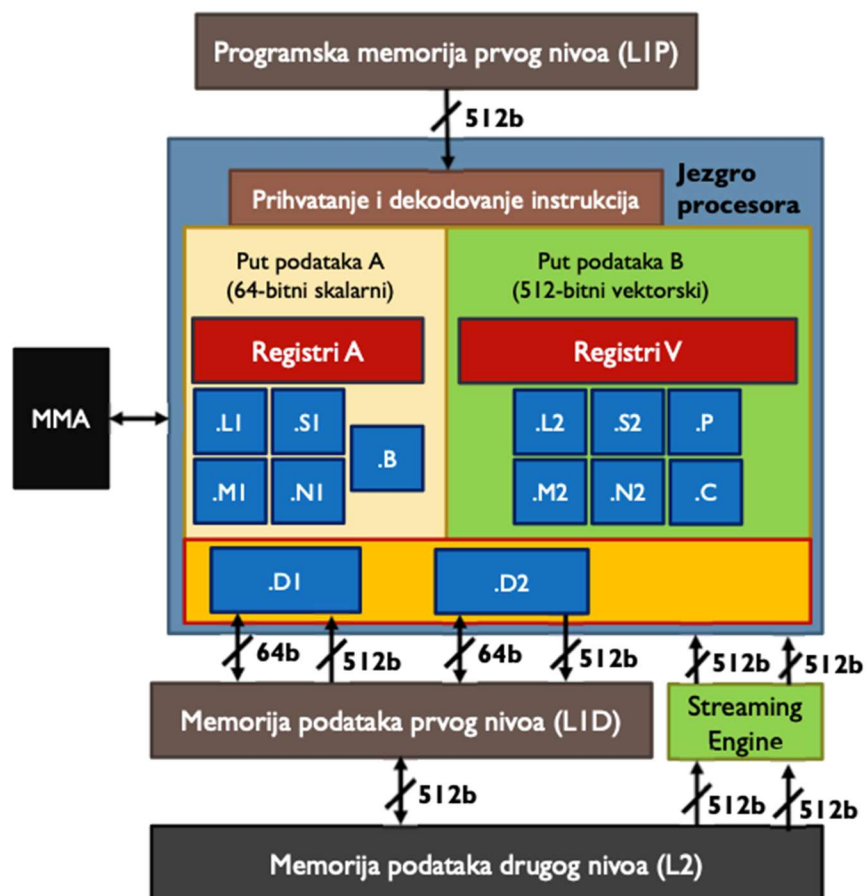 Programska memorija prvog nivoa (L1P)
512b
Jezgro
procesora
Prihvatanje i dekodovanje instrukcija
Put podataka A
(64-bitni skalarni)
Put podataka B
(512-bitni vektorski)
Registri A
Registri V
MMA
.L1
.S1
.B
.M1
.N1
.L2
.S2
.P
.M2
.N2
.C
.D1
.D2
64b
512b
64b
512b
512b
512b
Memorija podataka prvog nivoa (L1D)
Streaming
Engine
512b
512b
512b
Memorija podataka drugog nivoa (L2)